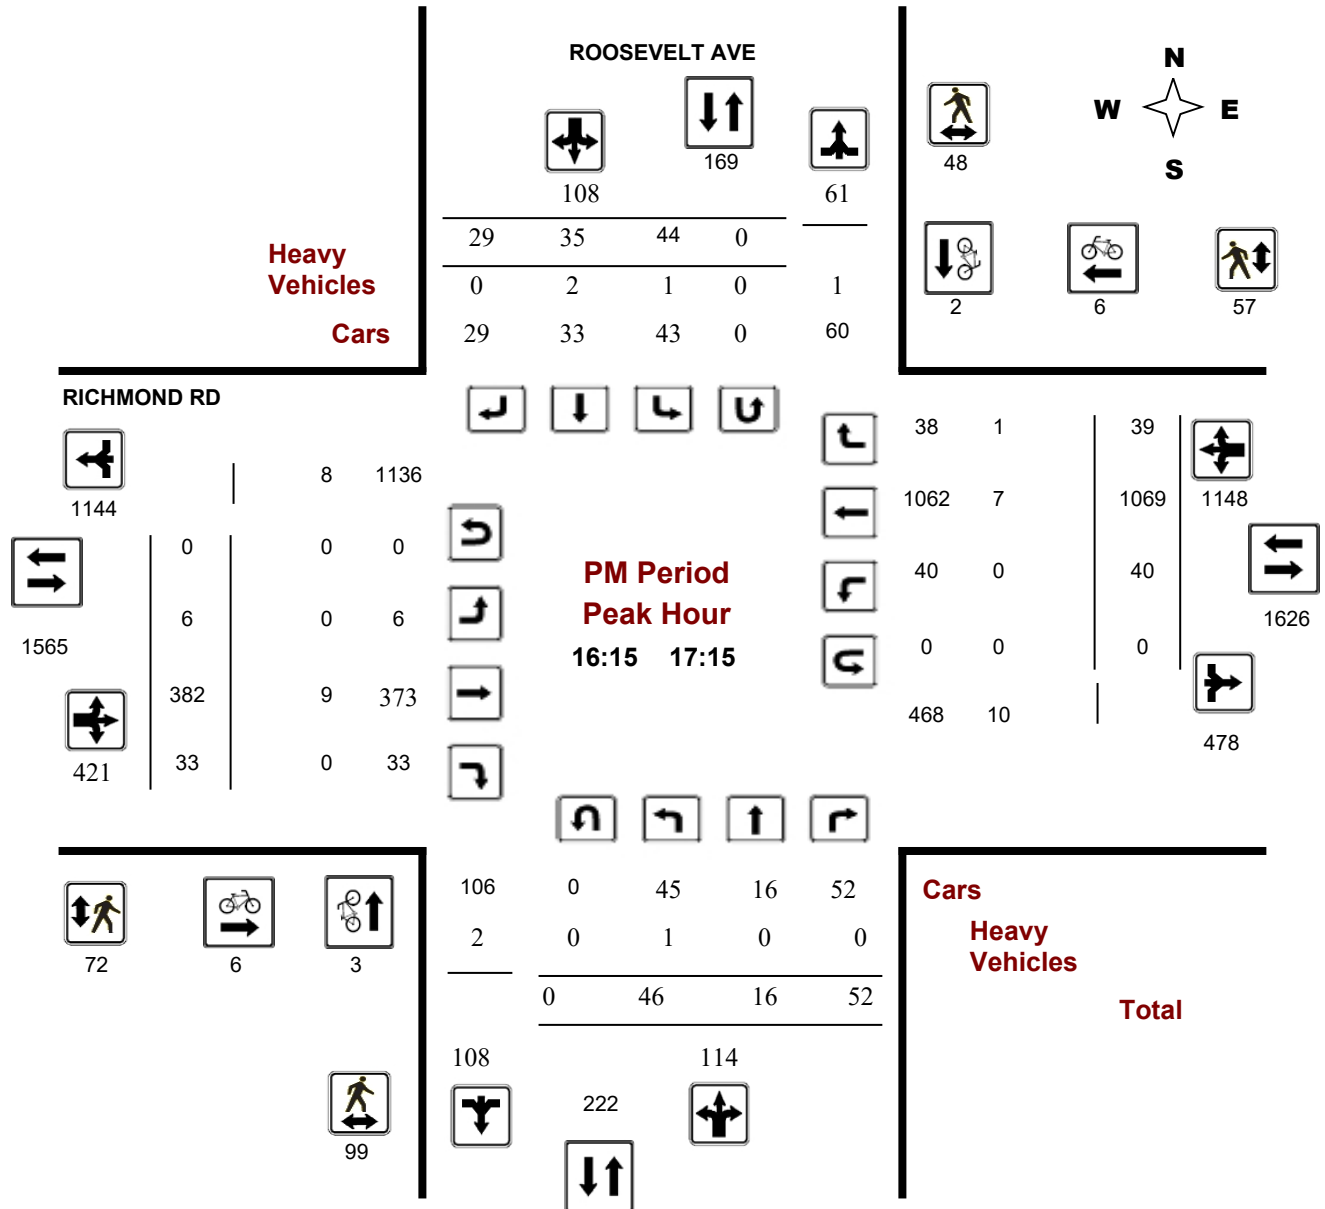 ROOSEVELT AVE
N
W E
S
169
48
108
61
29 35 44 0
Heavy
Vehicles
0 2 1 0 1
2 6 57
Cars
29 33 43 0 60
RICHMOND RD
38 1 39
8 1136
1144
1062 7 1069 1148
0 0 0
PM Period
Peak Hour
16:15 17:15
40 0 40
6 0 6
1565
1626
0 0 0
382 9 373
468 10
478
421
33 0 33
106 0 45 16 52
Cars
2 0 1 0 0
Heavy
Vehicles
72 6 3
0 46 16 52
Total
108 114
222
99